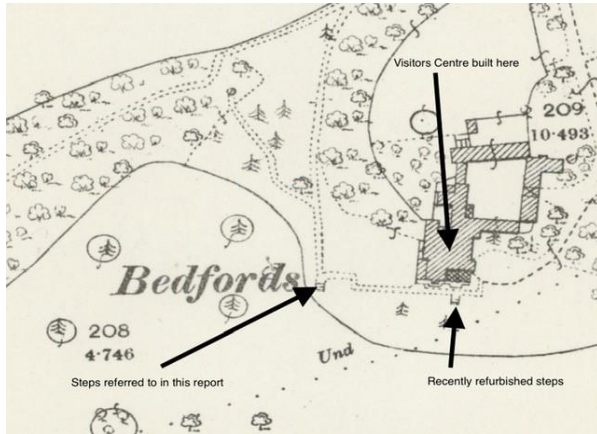 Visitors Centre built here
209
10·493
Bedfords
208
4·746
Und
Steps referred to in this report
Recently refurbished steps